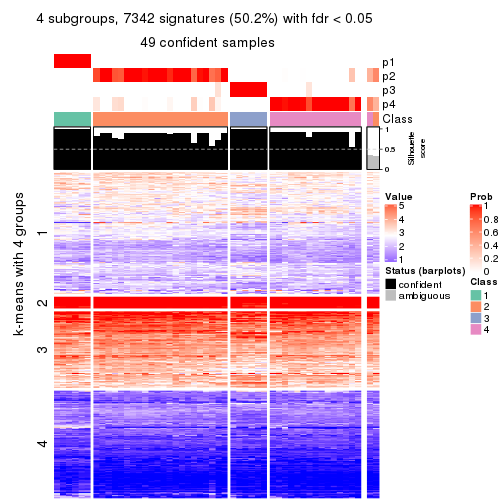 4 subgroups, 7342 signatures (50.2%) with fdr < 0.05
49 confident samples
p1
p2
p3
p4
Class
1
0.5
0
Silhouette
score
k-means with 4 groups
1
2
3
4
Value
5
4
3
2
1
Status (barplots)
confident
ambiguous
Prob
1
0.8
0.6
0.4
0.2
0
Class
1
2
3
4